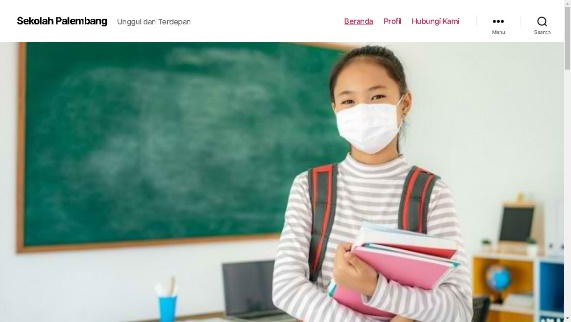 Sekolah Palembang Unggul dan Terdepan Beranda Profil Hubungi Kami
Menu Search